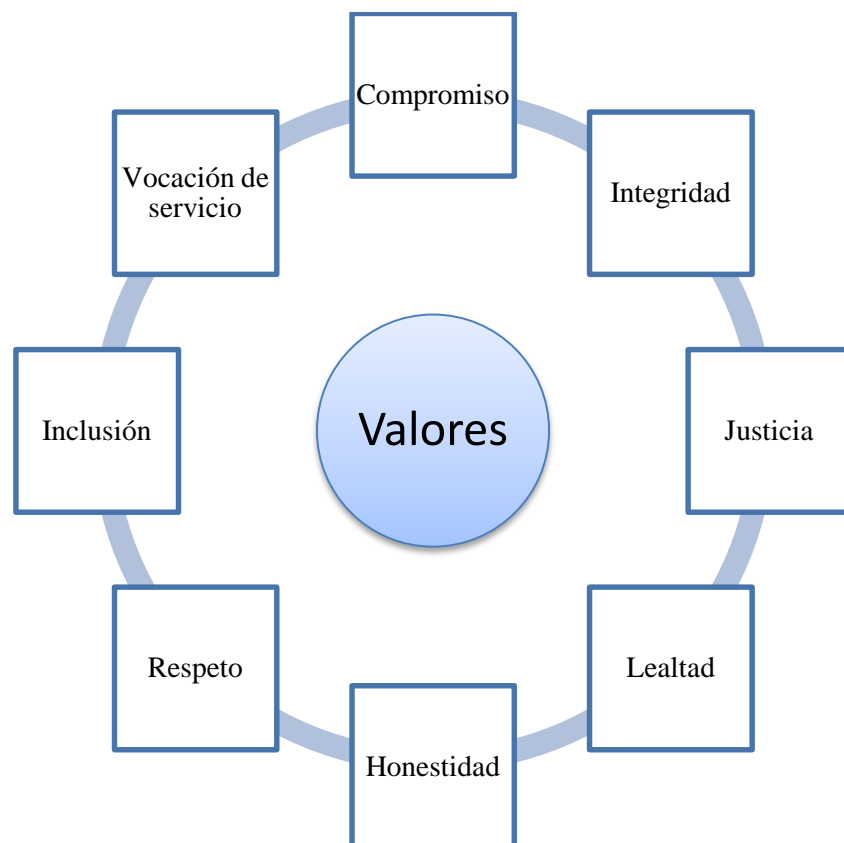 Compromiso
Integridad
Justicia
Lealtad
Honestidad
Respeto
Inclusión
Vocación de
servicio
Valores